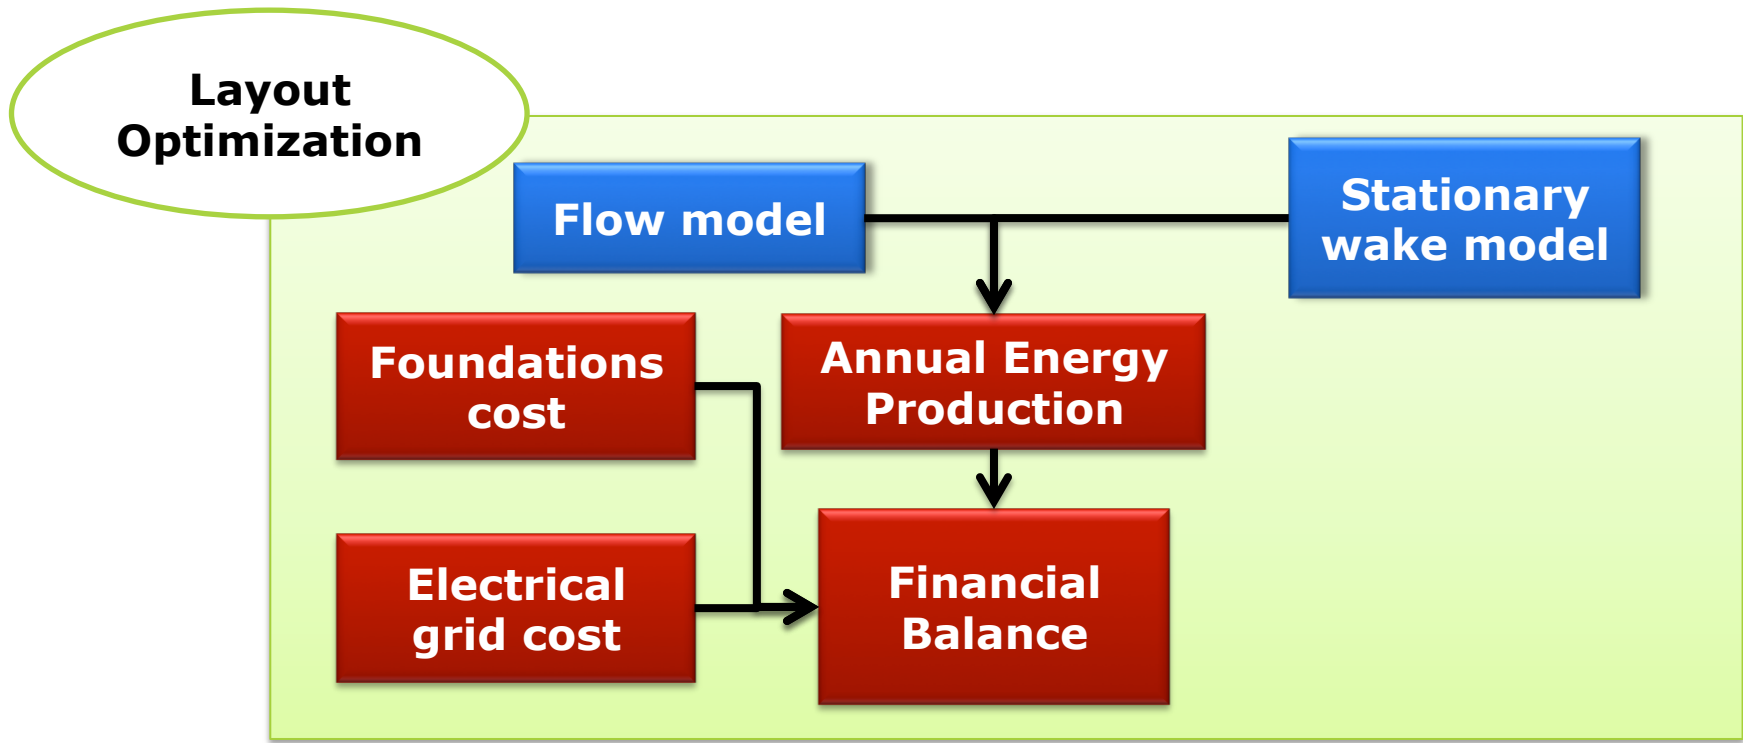 Layout
Optimization
Flow model
Stationary
wake model
Foundations
cost
Annual Energy
Production
Electrical
grid cost
Financial
Balance